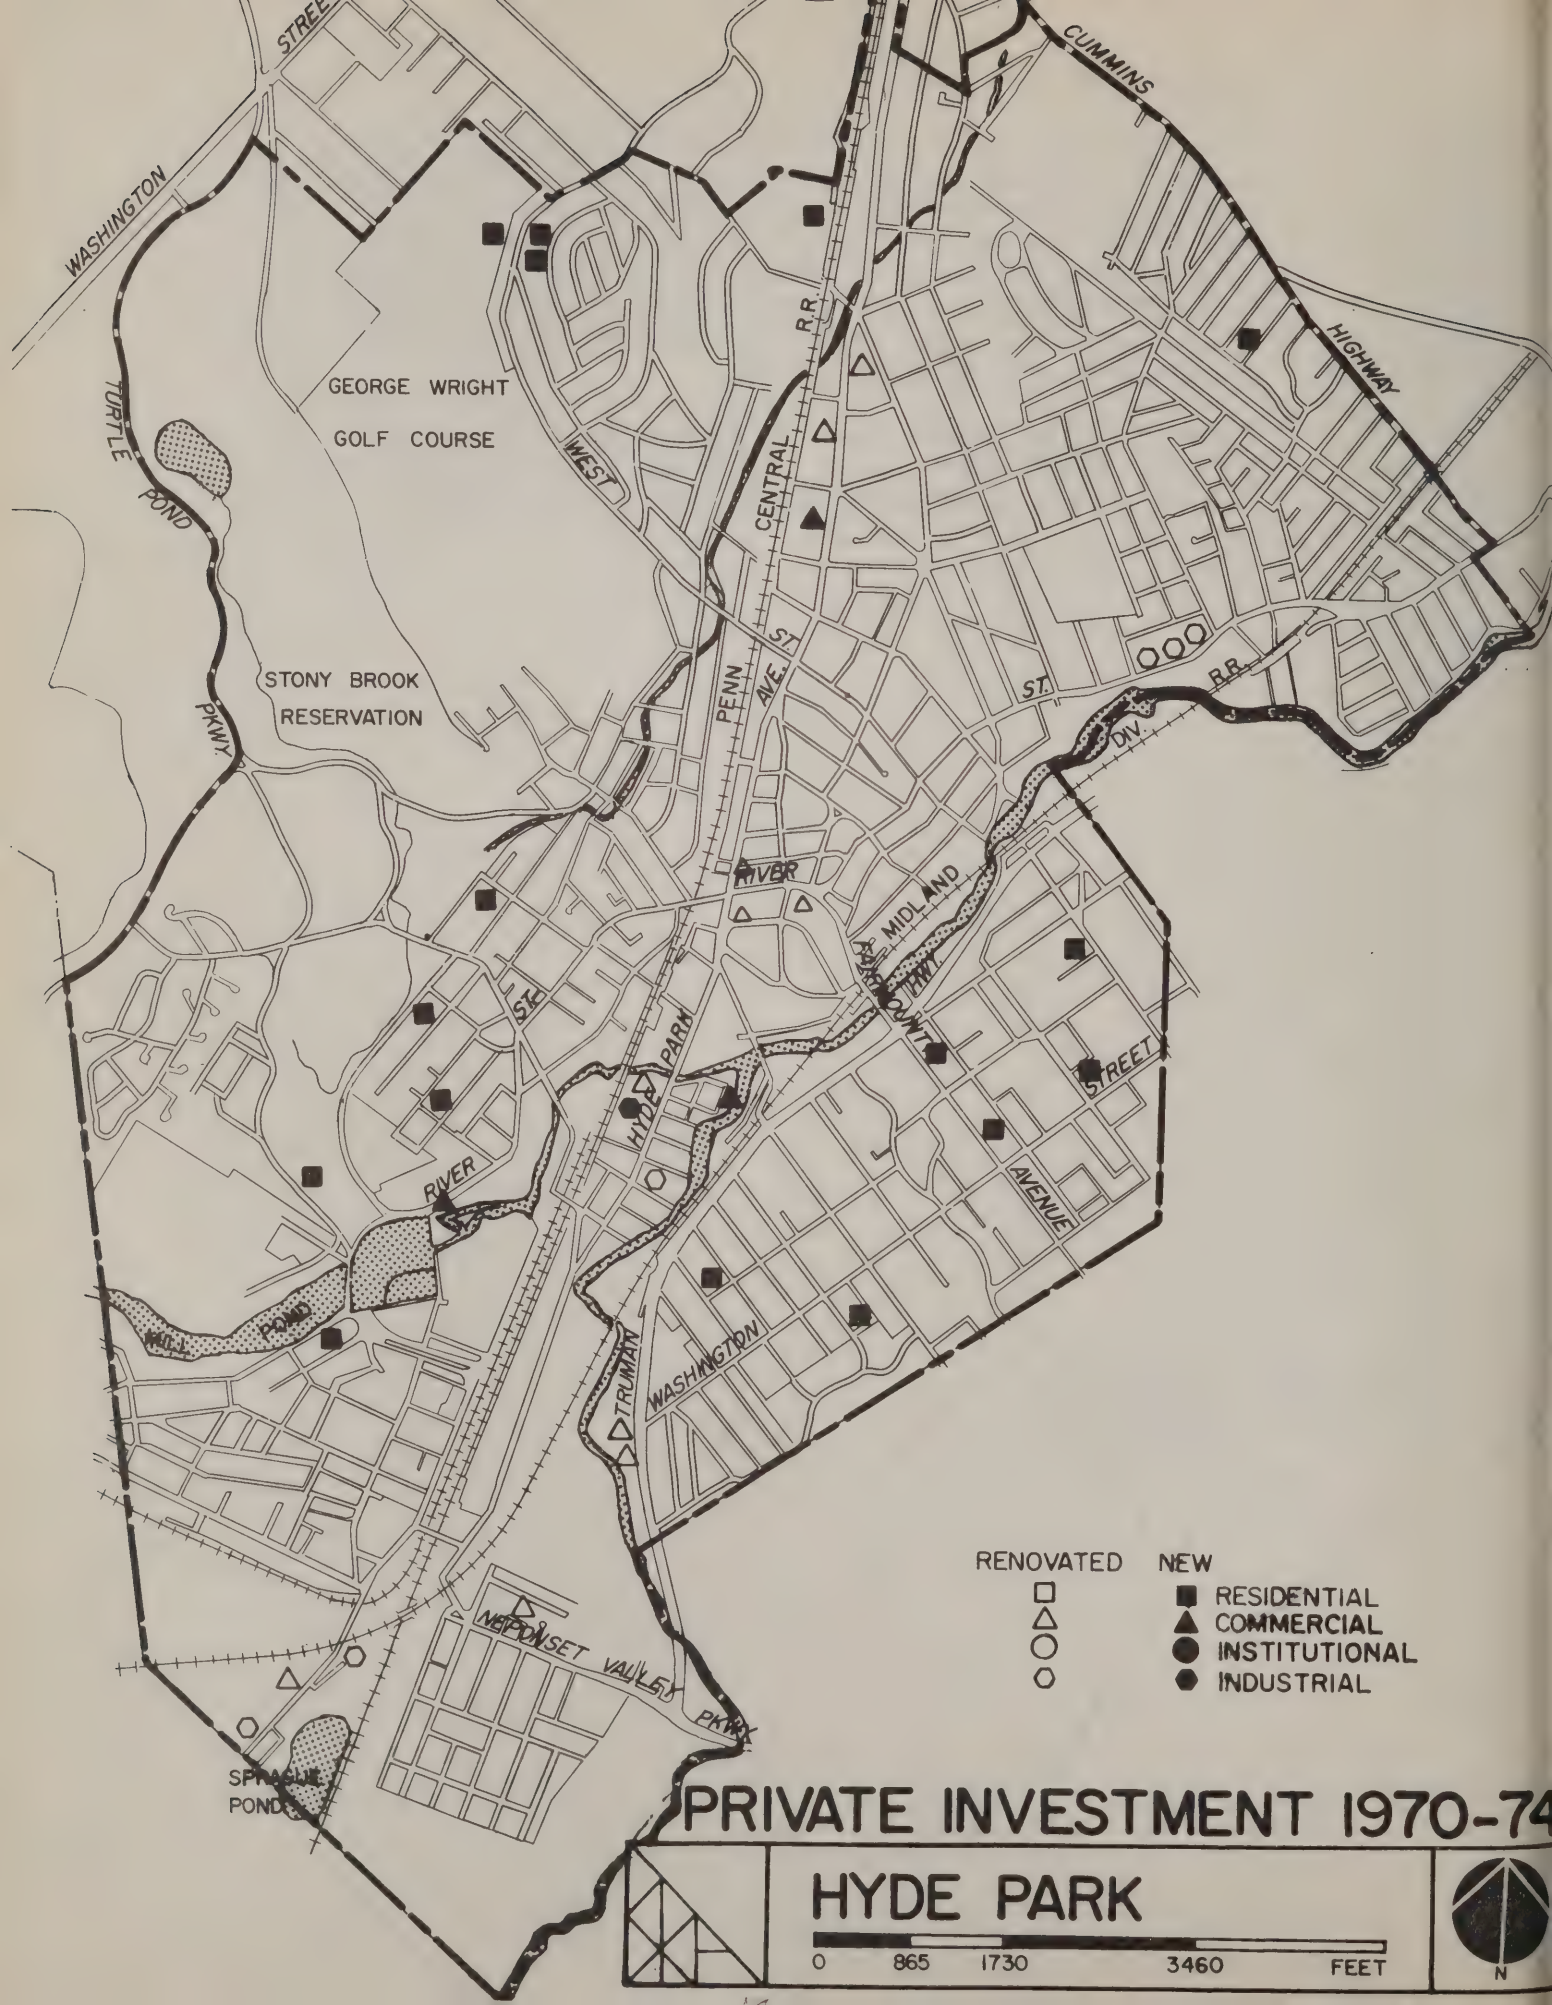 STREE
CUMMINS
WASHINGTON
HIGHWAY
R.R.
TURTLE
GEORGE WRIGHT
GOLF COURSE
WEST
CENTRAL
POND
ST.
STONY BROOK
RESERVATION
PENN
AVE.
ST.
R.R.
PKWY.
DIV.
RIVER
MIDLAND
FAIRMOUNT
HWY.
ST.
PARK
HYDE
STREET
RIVER
AVENUE
MILL POND
TRUMAN
WASHINGTON
NEPONSET VALLEY
PKWY.
SPRAGUE
POND
RENOVATED NEW
RESIDENTIAL
COMMERCIAL
INSTITUTIONAL
INDUSTRIAL
PRIVATE INVESTMENT 1970-74
HYDE PARK
0 865 1730 3460 FEET
N